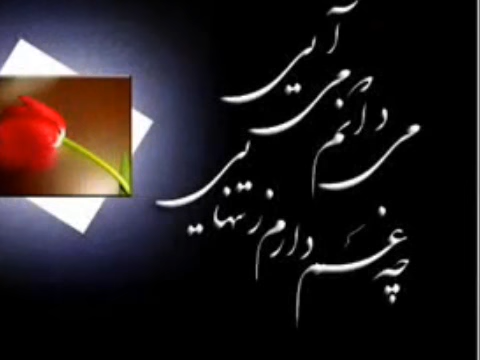 می دانم می آیی
چه غم دارم ز تنهایی